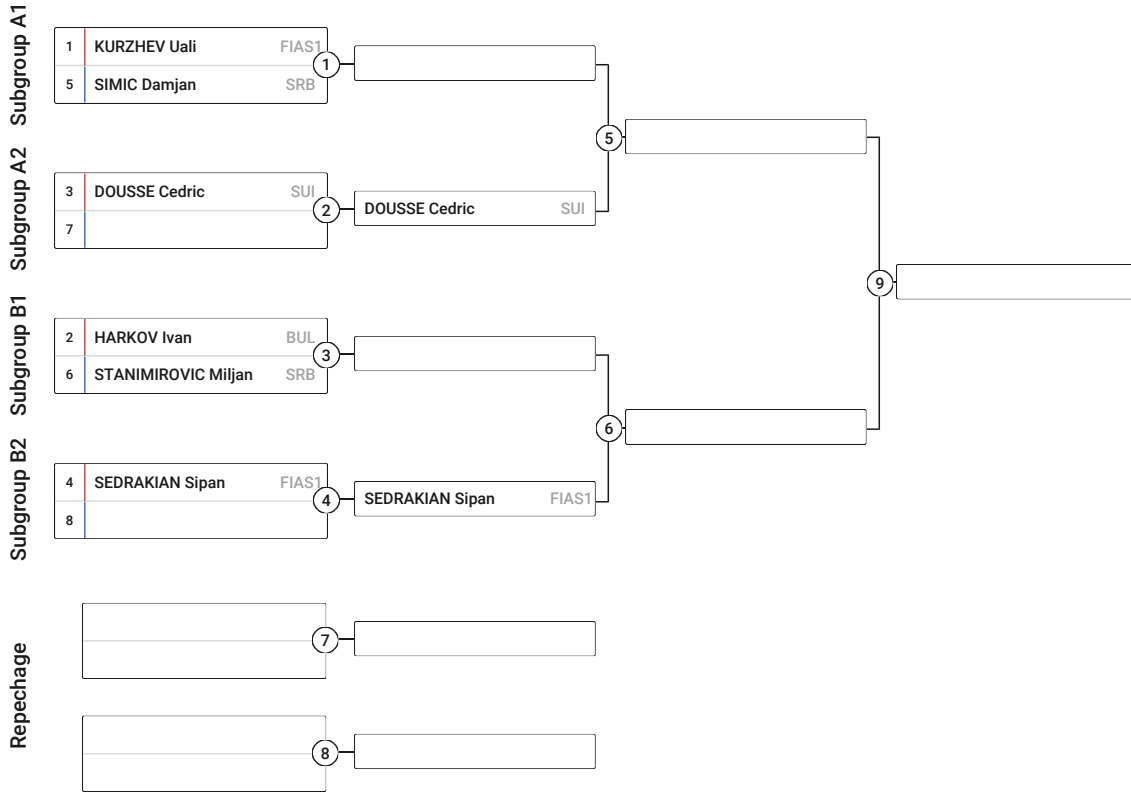 Subgroup A1
1 KURZHEV Uali FIAS1
5 SIMIC Damjan SRB
1
5
Subgroup A2
3 DOUSSE Cedric SUI
7
2
DOUSSE Cedric SUI
9
Subgroup B1
2 HARKOV Ivan BUL
6 STANIMIROVIC Miljan SRB
3
6
Subgroup B2
4 SEDRAKIAN Sipan FIAS1
8
4
SEDRAKIAN Sipan FIAS1
Repechage
7
8